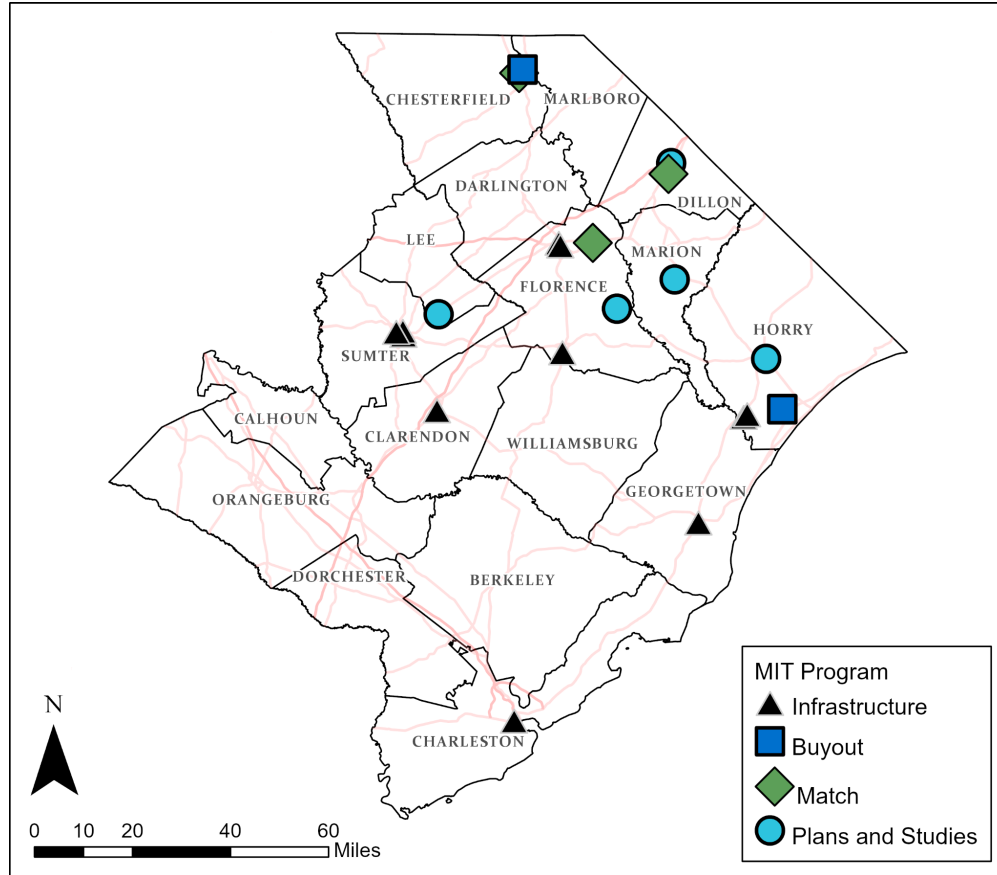 CHESTERFIELD
MARLBORO
DARLINGTON
DILLON
LEE
MARION
FLORENCE
HORRY
SUMTER
CALHOUN
CLARENDON
WILLIAMSBURG
ORANGEBURG
GEORGETOWN
DORCHESTER
BERKELEY
CHARLESTON
N
0 10 20 40 60
Miles
MIT Program
Infrastructure
Buyout
Match
Plans and Studies